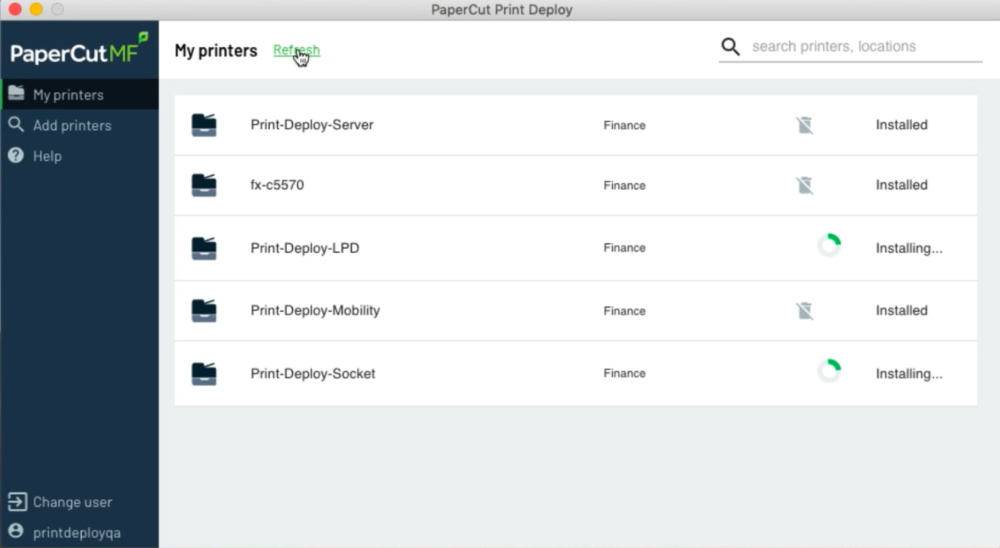 PaperCut Print Deploy
PaperCutMF
My printers
Add printers
Help
Change user
printdeployqa
My printers Refresh
search printers, locations
Print-Deploy-Server Finance Installed
fx-c5570 Finance Installed
Print-Deploy-LPD Finance Installing...
Print-Deploy-Mobility Finance Installed
Print-Deploy-Socket Finance Installing...